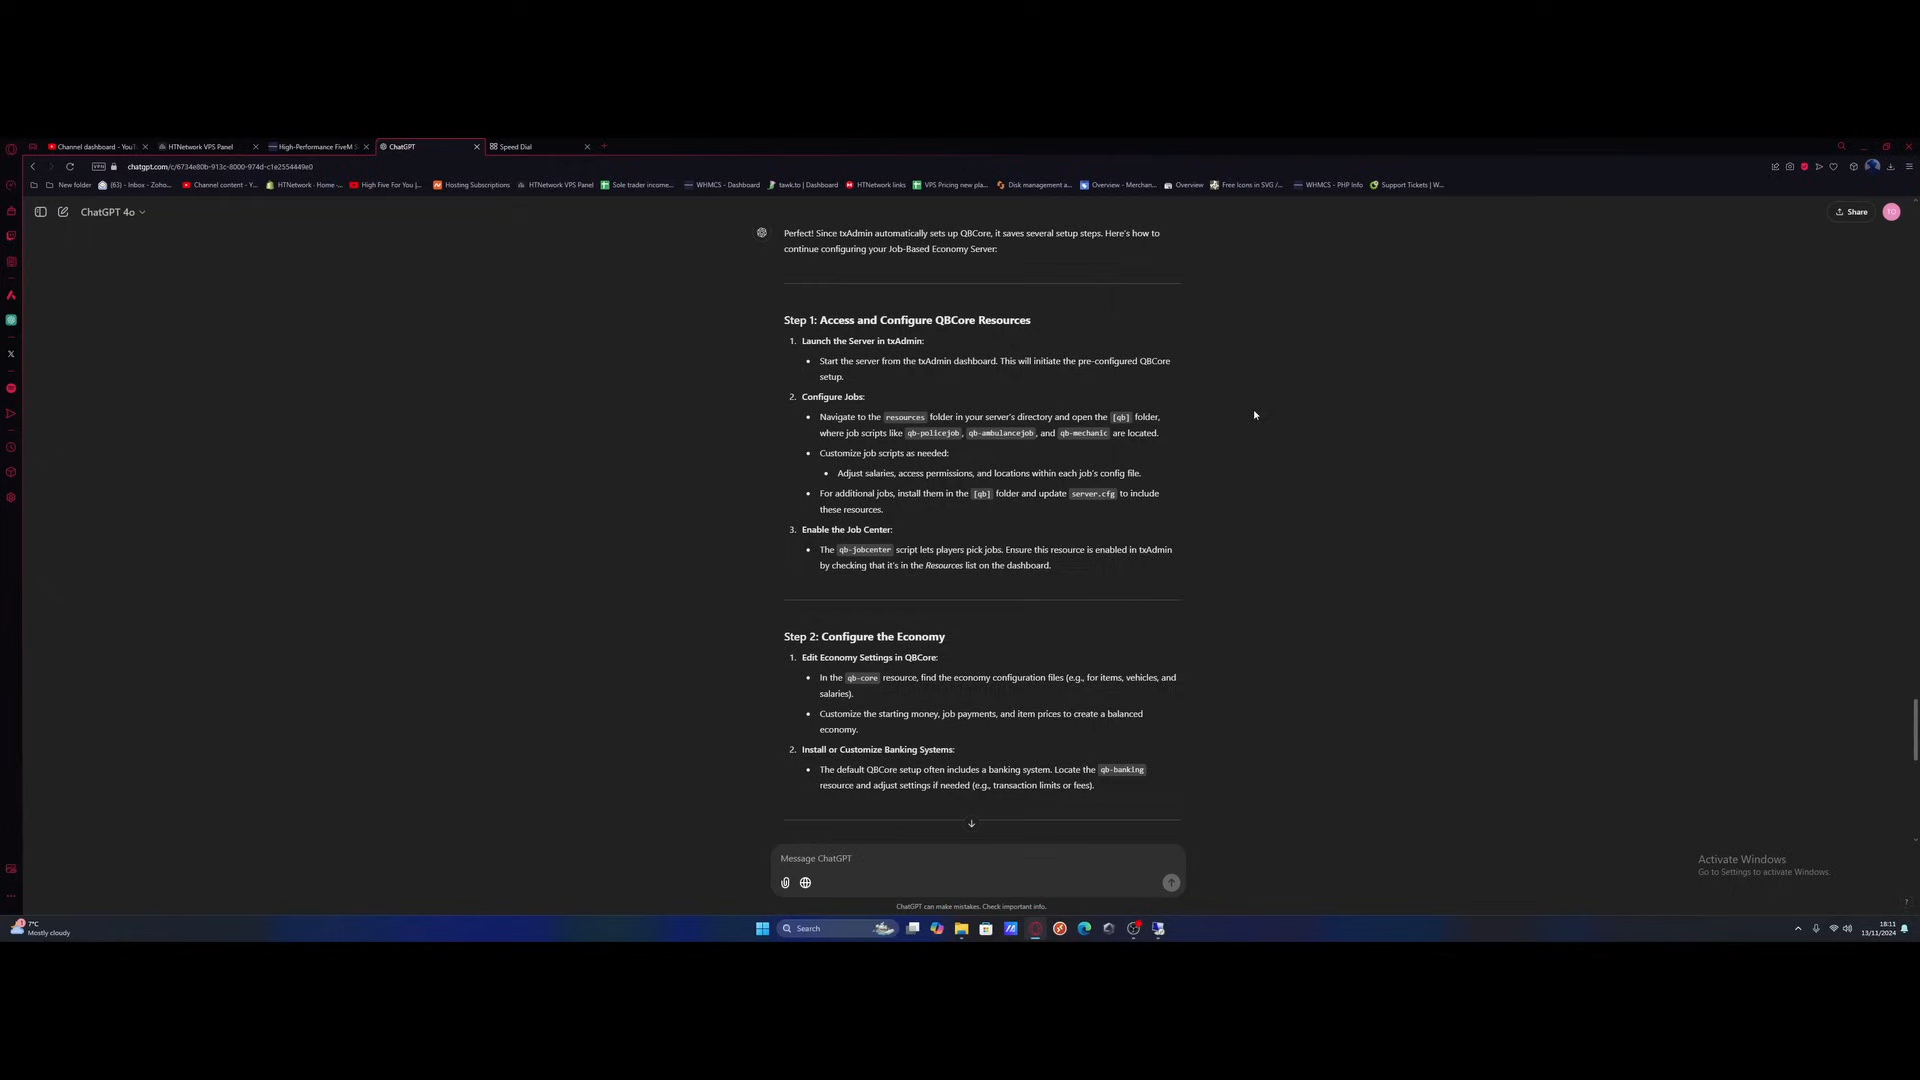 Channel dashboard - YouT
HTNetwork VPS Panel
High-Performance FiveM S
ChatGPT
Speed Dial
VPN
chatgpt.com/c/6734e80b-913c-8000-974d-c1e2554449e0
New folder
(63) - Inbox - Zoho...
Channel content - Y...
HTNetwork · Home -...
High Five For You |...
Hosting Subscriptions
HTNetwork VPS Panel
Sole trader income...
WHMCS - Dashboard
tawk.to | Dashboard
HTNetwork links
VPS Pricing new pla...
Disk management a...
Overview - Merchan...
Overview
Free Icons in SVG /...
WHMCS - PHP Info
Support Tickets | W...
ChatGPT 4o
Share
TO
Perfect! Since txAdmin automatically sets up QBCore, it saves several setup steps. Here's how to
continue configuring your Job-Based Economy Server:
Step 1: Access and Configure QBCore Resources
1. Launch the Server in txAdmin:
• Start the server from the txAdmin dashboard. This will initiate the pre-configured QBCore
setup.
2. Configure Jobs:
• Navigate to the resources folder in your server's directory and open the [qb] folder,
where job scripts like qb-policejob, qb-ambulancejob, and qb-mechanic are located.
• Customize job scripts as needed:
• Adjust salaries, access permissions, and locations within each job's config file.
• For additional jobs, install them in the [qb] folder and update server.cfg to include
these resources.
3. Enable the Job Center:
• The qb-jobcenter script lets players pick jobs. Ensure this resource is enabled in txAdmin
by checking that it's in the Resources list on the dashboard.
Step 2: Configure the Economy
1. Edit Economy Settings in QBCore:
• In the qb-core resource, find the economy configuration files (e.g., for items, vehicles, and
salaries).
• Customize the starting money, job payments, and item prices to create a balanced
economy.
2. Install or Customize Banking Systems:
• The default QBCore setup often includes a banking system. Locate the qb-banking
resource and adjust settings if needed (e.g., transaction limits or fees).
Message ChatGPT
ChatGPT can make mistakes. Check important info.
Activate Windows
Go to Settings to activate Windows.
?
1
7°C
Mostly cloudy
Search
18:11
13/11/2024